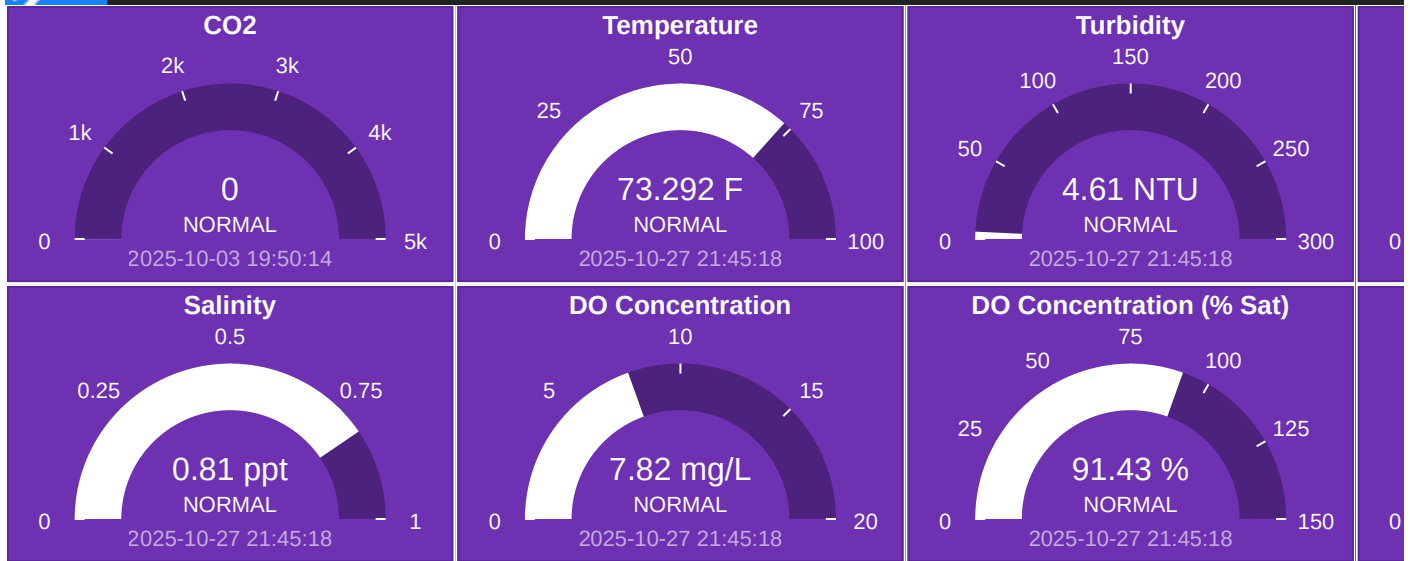 CO2
2k
3k
1k
4k
0
5k
0
NORMAL
2025-10-03 19:50:14
Temperature
50
25
75
0
100
73.292 F
NORMAL
2025-10-27 21:45:18
Turbidity
150
100
200
50
250
0
300
4.61 NTU
NORMAL
2025-10-27 21:45:18
0
Salinity
0.5
0.25
0.75
0
1
0.81 ppt
NORMAL
2025-10-27 21:45:18
DO Concentration
10
5
15
0
20
7.82 mg/L
NORMAL
2025-10-27 21:45:18
DO Concentration (% Sat)
75
50
100
25
125
0
150
91.43 %
NORMAL
2025-10-27 21:45:18
0